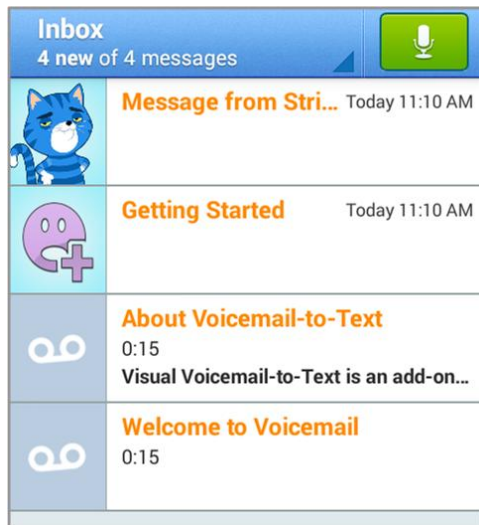 Inbox
4 new of 4 messages
Message from Stri... Today 11:10 AM
Getting Started Today 11:10 AM
About Voicemail-to-Text
0:15
Visual Voicemail-to-Text is an add-on...
Welcome to Voicemail
0:15